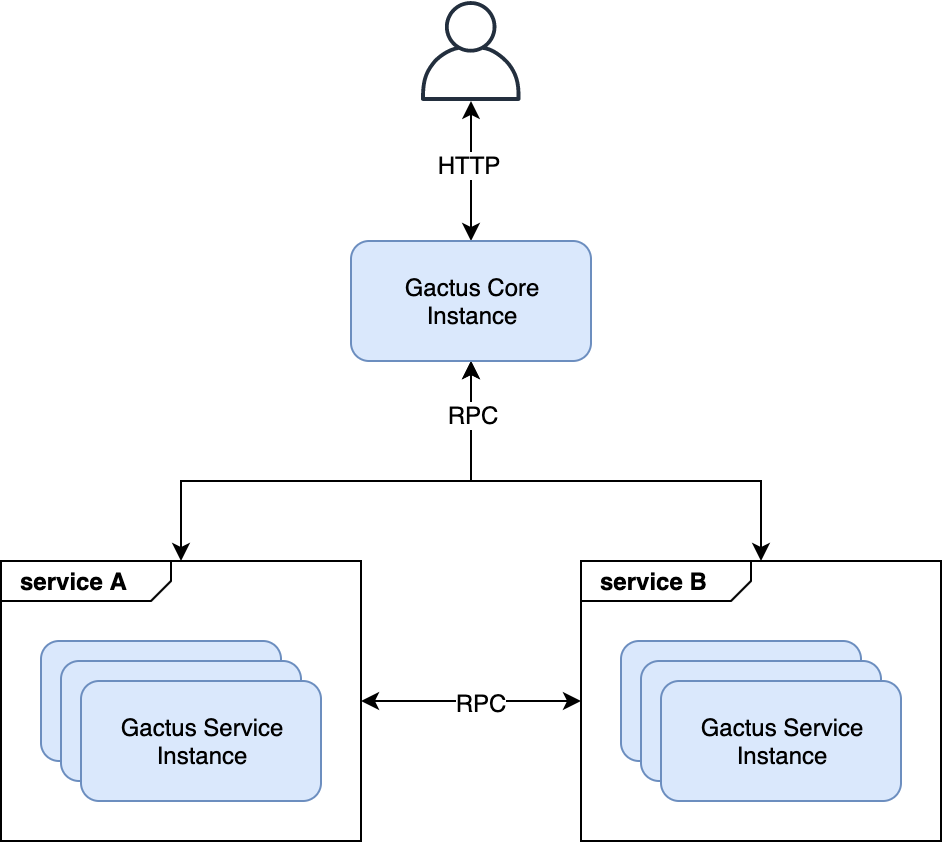 HTTP
Gactus Core
Instance
RPC
service A
service B
RPC
Gactus Service
Instance
Gactus Service
Instance